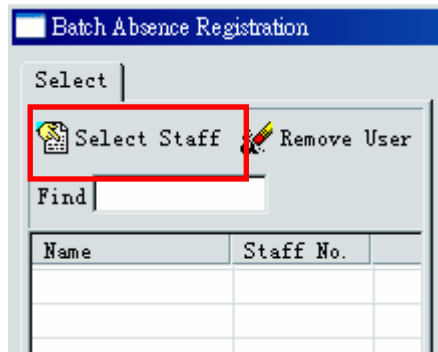 Batch Absence Registration
Select
Select Staff Remove User
Find
Name Staff No.